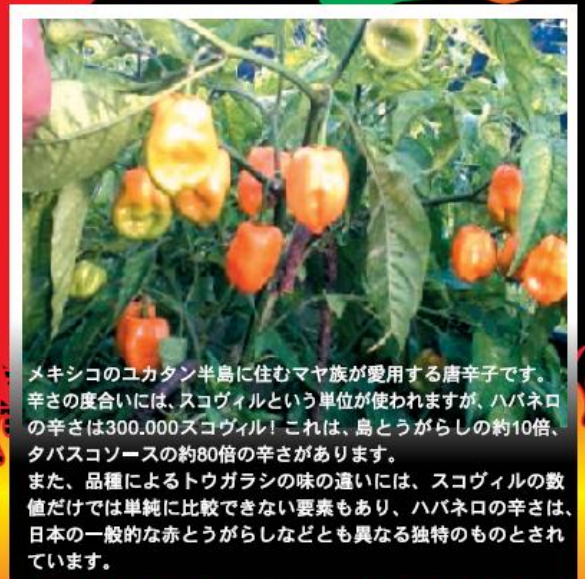 メキシコのユカタン半島に住むマヤ族が愛用する唐辛子です。
辛さの度合いには、スコヴィルという単位が使われますが、ハバネロ
の辛さは300.000スコヴィル！これは、島とうがらしの約10倍、
タバスコソースの約80倍の辛さがあります。
また、品種によるトウガラシの味の違いには、スコヴィルの数
値だけでは単純に比較できない要素もあり、ハバネロの辛さは、
日本の一般的な赤とうがらしなどとも異なる独特のものとされ
ています。